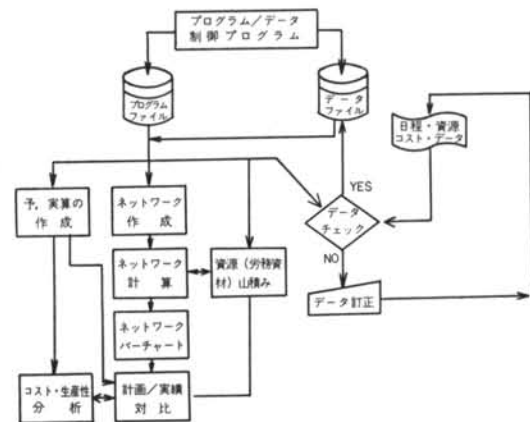 プログラム/データ
制御プログラム
プログラム
ファイル
データ
ファイル
日程・資源
コスト・データ
YES
データ
チェック
NO
データ訂正
予,実算の
作成
ネットワーク
作成
ネットワーク
計算
資源(労務資
材)山積み
ネットワーク
バーチャート
コスト・生産性
分析
計画/実績
対比